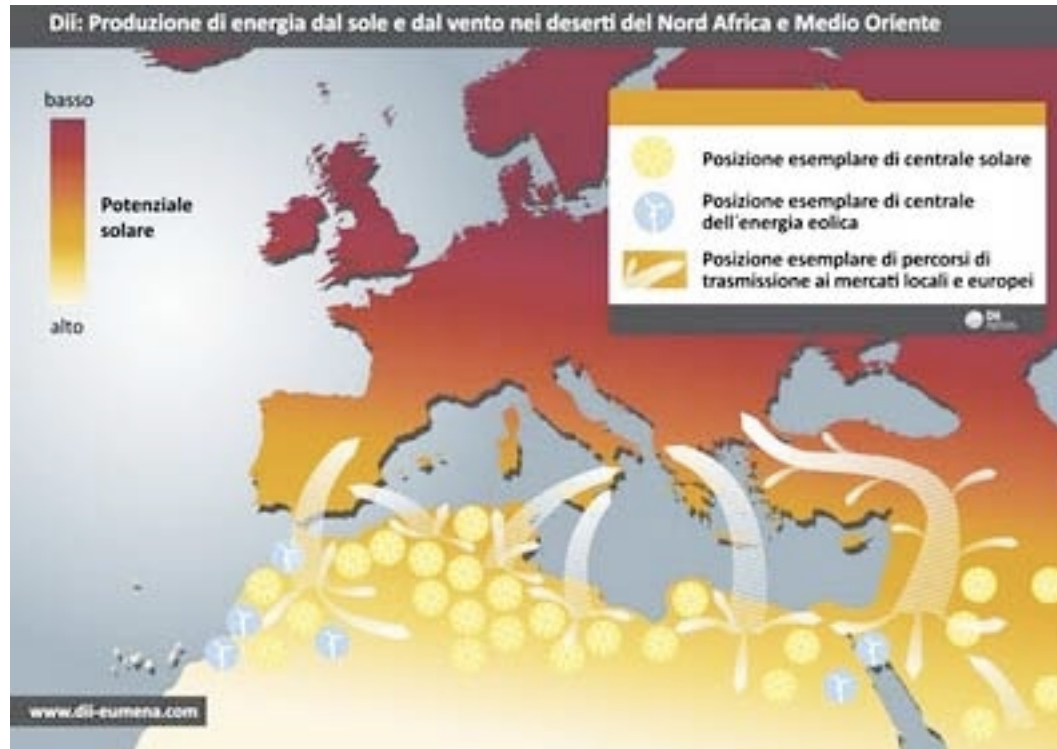 Dii: Produzione di energia dal sole e dal vento nei deserti del Nord Africa e Medio Oriente
basso
Potenziale
solare
alto
Posizione esemplare di centrale solare
Posizione esemplare di centrale
dell´energia eolica
Posizione esemplare di percorsi di
trasmissione ai mercati locali e europei
Dii
www.dii-eumena.com